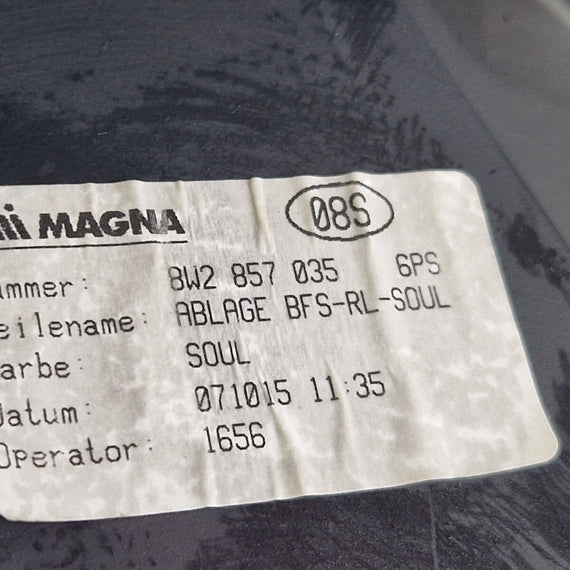 MAGNA 08S
ummer: 8W2 857 035 6PS
eilename: ABLAGE BFS-RL-SOUL
arbe: SOUL
Datum: 071015 11:35
Operator: 1656